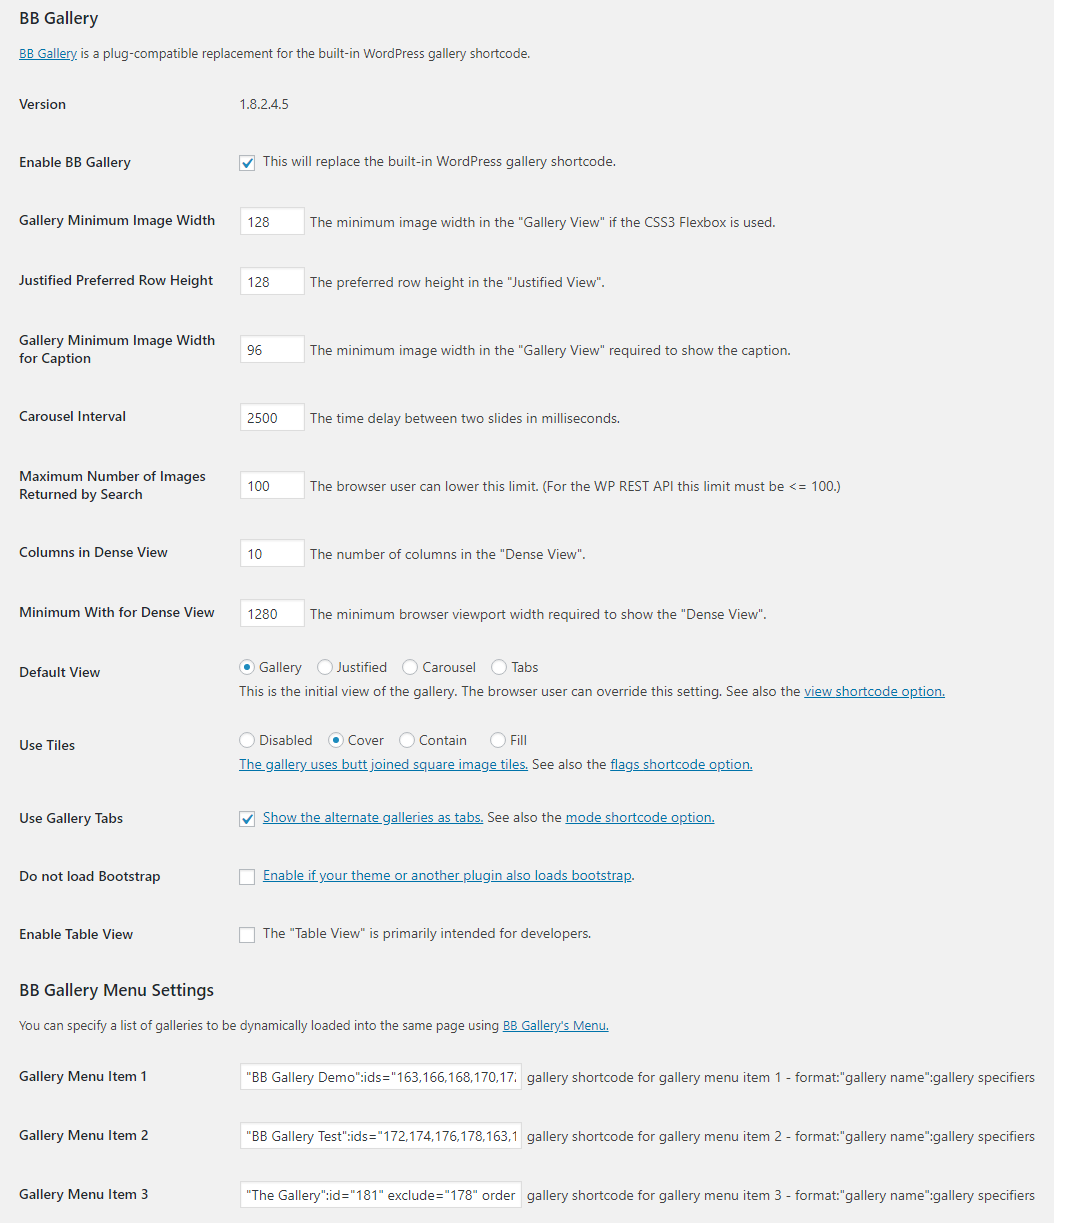 BB Gallery
BB Gallery is a plug-compatible replacement for the built-in WordPress gallery shortcode.
Version 1.8.2.4.5
Enable BB Gallery This will replace the built-in WordPress gallery shortcode.
Gallery Minimum Image Width 128 The minimum image width in the "Gallery View" if the CSS3 Flexbox is used.
Justified Preferred Row Height 128 The preferred row height in the "Justified View".
Gallery Minimum Image Width
for Caption
96 The minimum image width in the "Gallery View" required to show the caption.
Carousel Interval 2500 The time delay between two slides in milliseconds.
Maximum Number of Images
Returned by Search
100 The browser user can lower this limit. (For the WP REST API this limit must be <= 100.)
Columns in Dense View 10 The number of columns in the "Dense View".
Minimum With for Dense View 1280 The minimum browser viewport width required to show the "Dense View".
Default View Gallery Justified Carousel Tabs
This is the initial view of the gallery. The browser user can override this setting. See also the view shortcode option.
Use Tiles Disabled Cover Contain Fill
The gallery uses butt joined square image tiles. See also the flags shortcode option.
Use Gallery Tabs Show the alternate galleries as tabs. See also the mode shortcode option.
Do not load Bootstrap Enable if your theme or another plugin also loads bootstrap.
Enable Table View The "Table View" is primarily intended for developers.
BB Gallery Menu Settings
You can specify a list of galleries to be dynamically loaded into the same page using BB Gallery's Menu.
Gallery Menu Item 1 "BB Gallery Demo":ids="163,166,168,170,17 gallery shortcode for gallery menu item 1 - format:"gallery name":gallery specifiers
Gallery Menu Item 2 "BB Gallery Test":ids="172,174,176,178,163,1 gallery shortcode for gallery menu item 2 - format:"gallery name":gallery specifiers
Gallery Menu Item 3 "The Gallery":id="181" exclude="178" order gallery shortcode for gallery menu item 3 - format:"gallery name":gallery specifiers